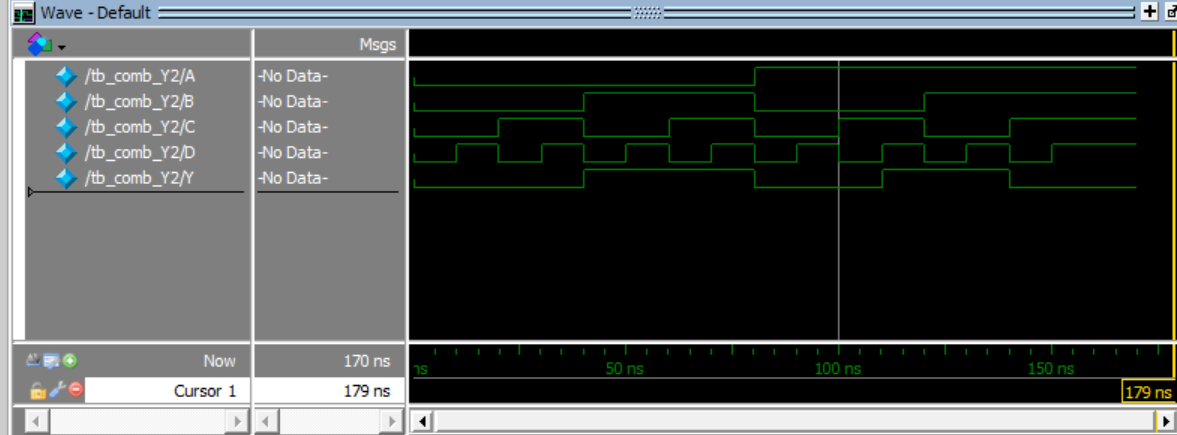 Wave - Default
Msgs
/tb_comb_Y2/A -No Data-
/tb_comb_Y2/B -No Data-
/tb_comb_Y2/C -No Data-
/tb_comb_Y2/D -No Data-
/tb_comb_Y2/Y -No Data-
Now 170 ns ns 50 ns 100 ns 150 ns
Cursor 1 179 ns 179 ns